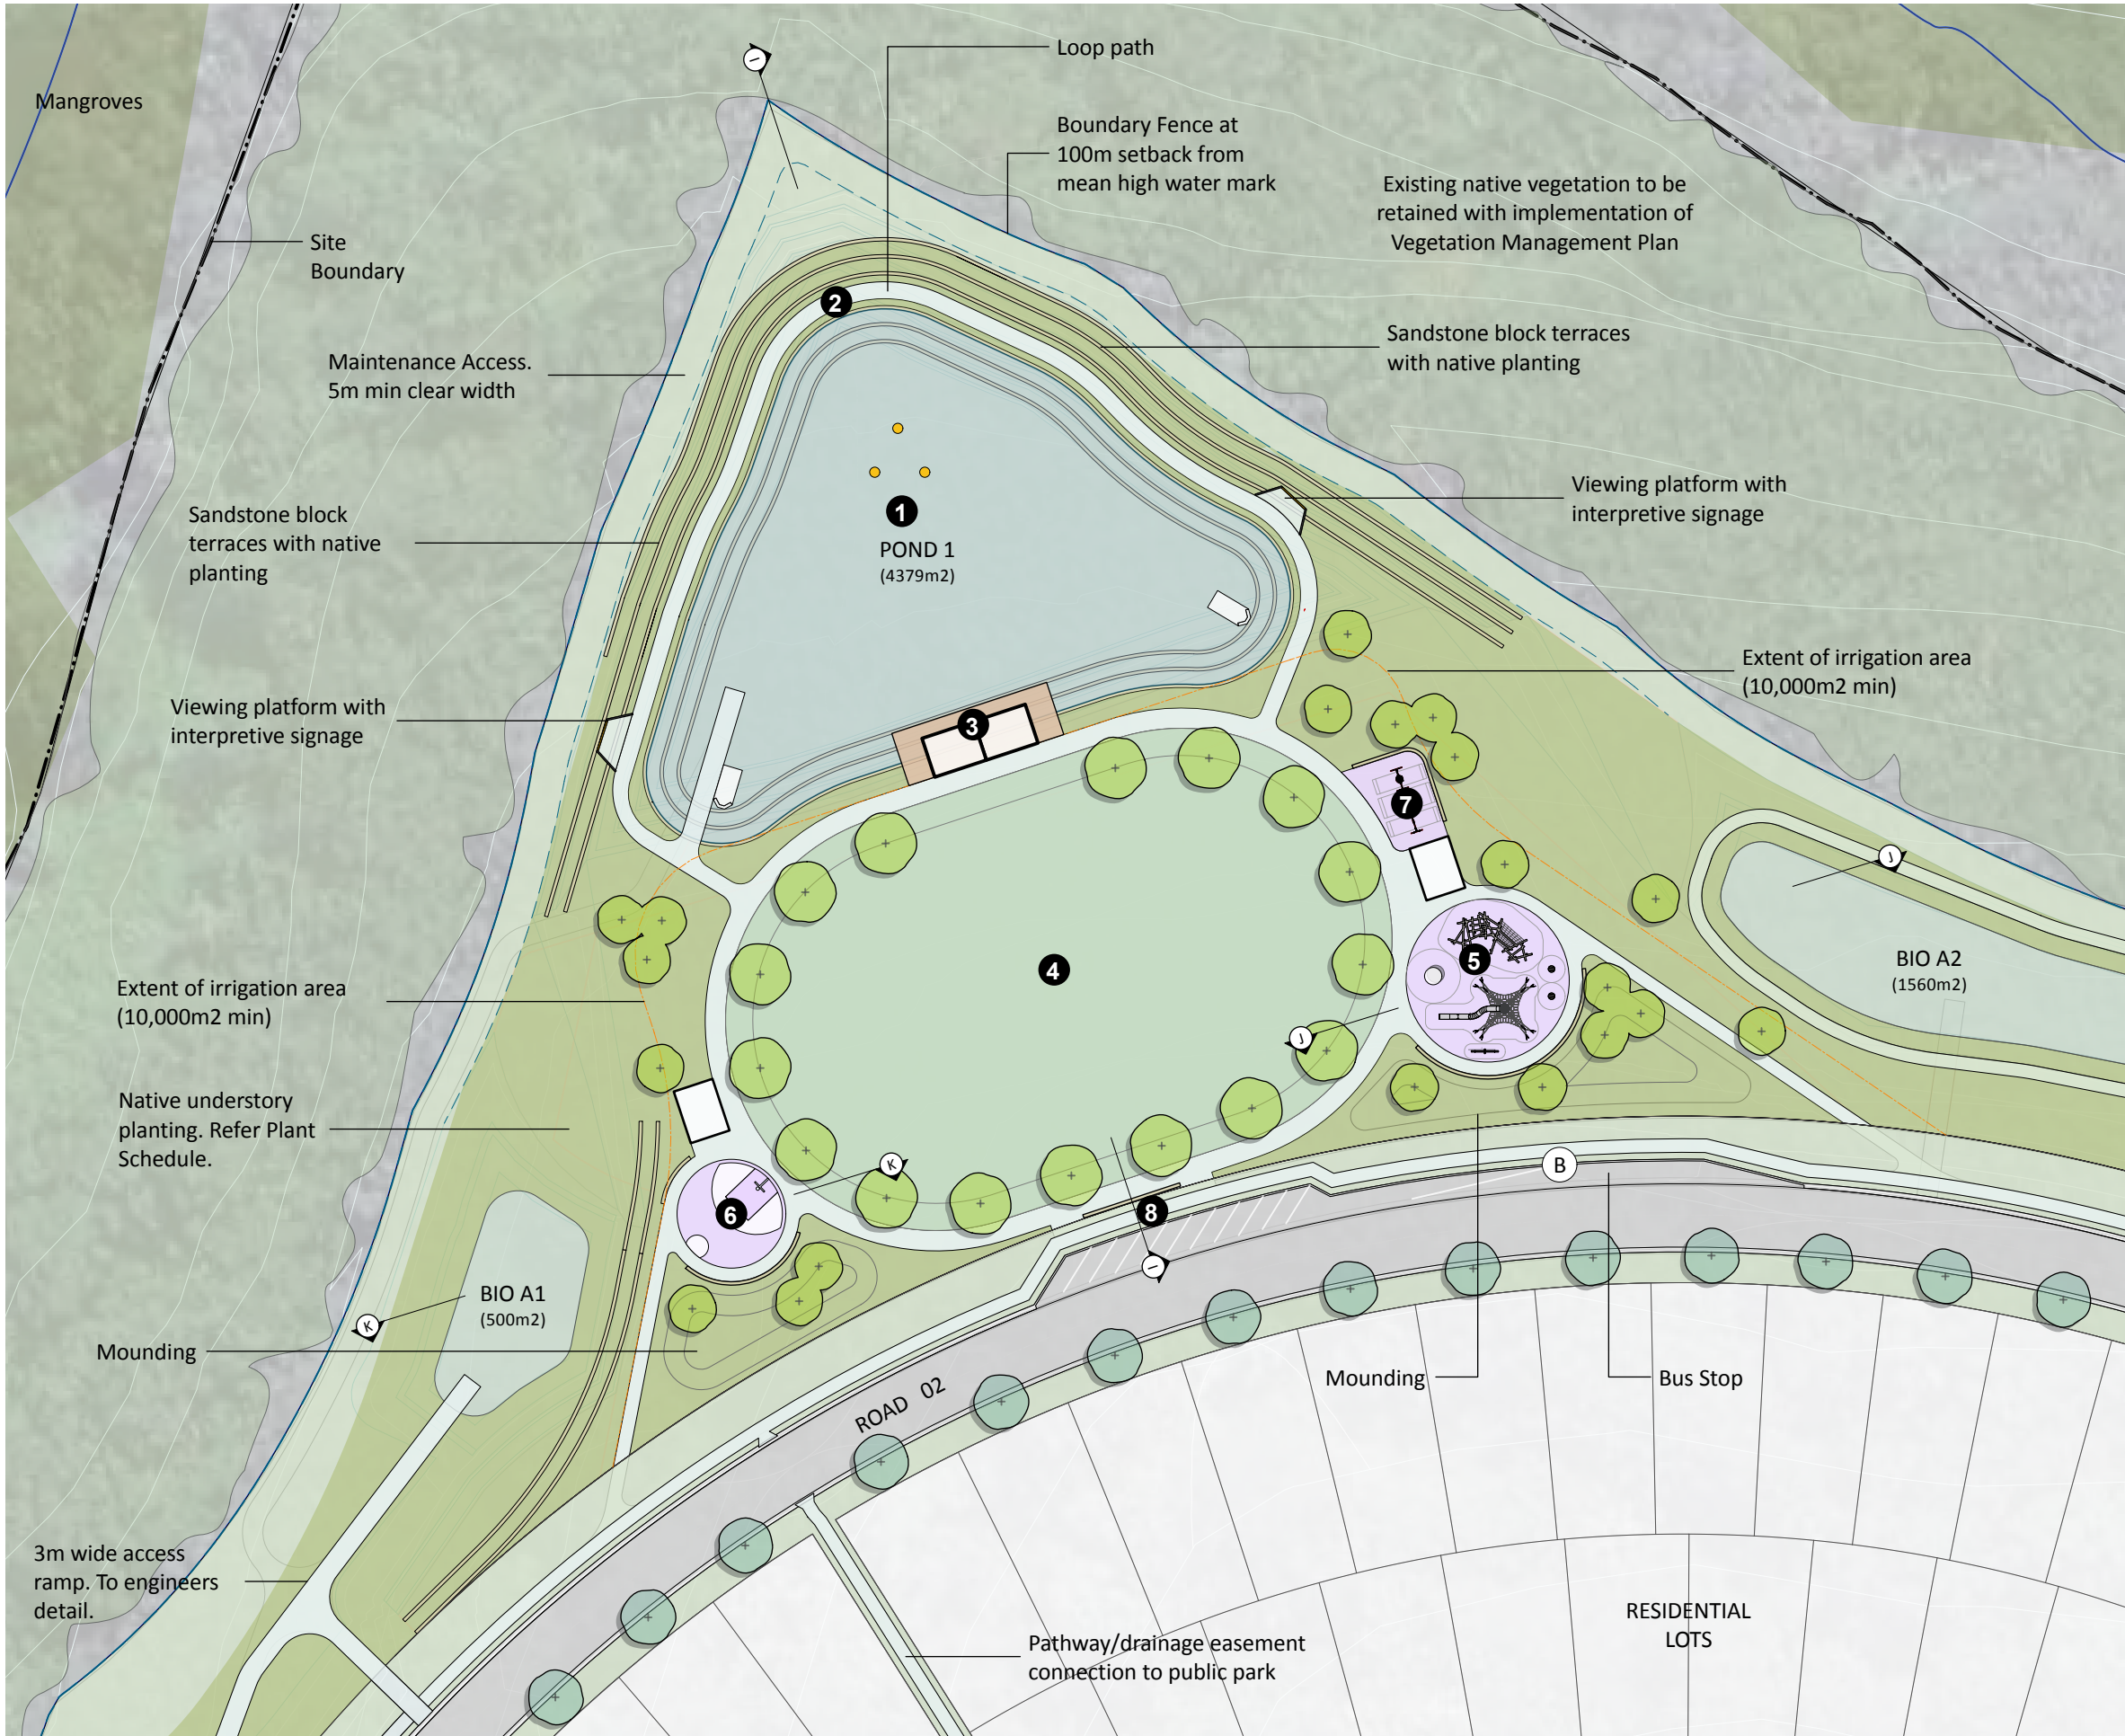 Mangroves
Loop path
Boundary Fence at
100m setback from
mean high water mark
Existing native vegetation to be
retained with implementation of
Vegetation Management Plan
Site
Boundary
I
2
Maintenance Access.
5m min clear width
Sandstone block terraces
with native planting
Sandstone block
terraces with native
planting
1
POND 1
(4379m2)
Viewing platform with
interpretive signage
Viewing platform with
interpretive signage
3
Extent of irrigation area
(10,000m2 min)
7
J
4
5
BIO A2
(1560m2)
Extent of irrigation area
(10,000m2 min)
J
Native understory
planting. Refer Plant
Schedule.
K
B
6
8
I
BIO A1
(500m2)
K
Mounding
Mounding
Bus Stop
ROAD 02
3m wide access
ramp. To engineers
detail.
RESIDENTIAL
LOTS
Pathway/drainage easement
connection to public park